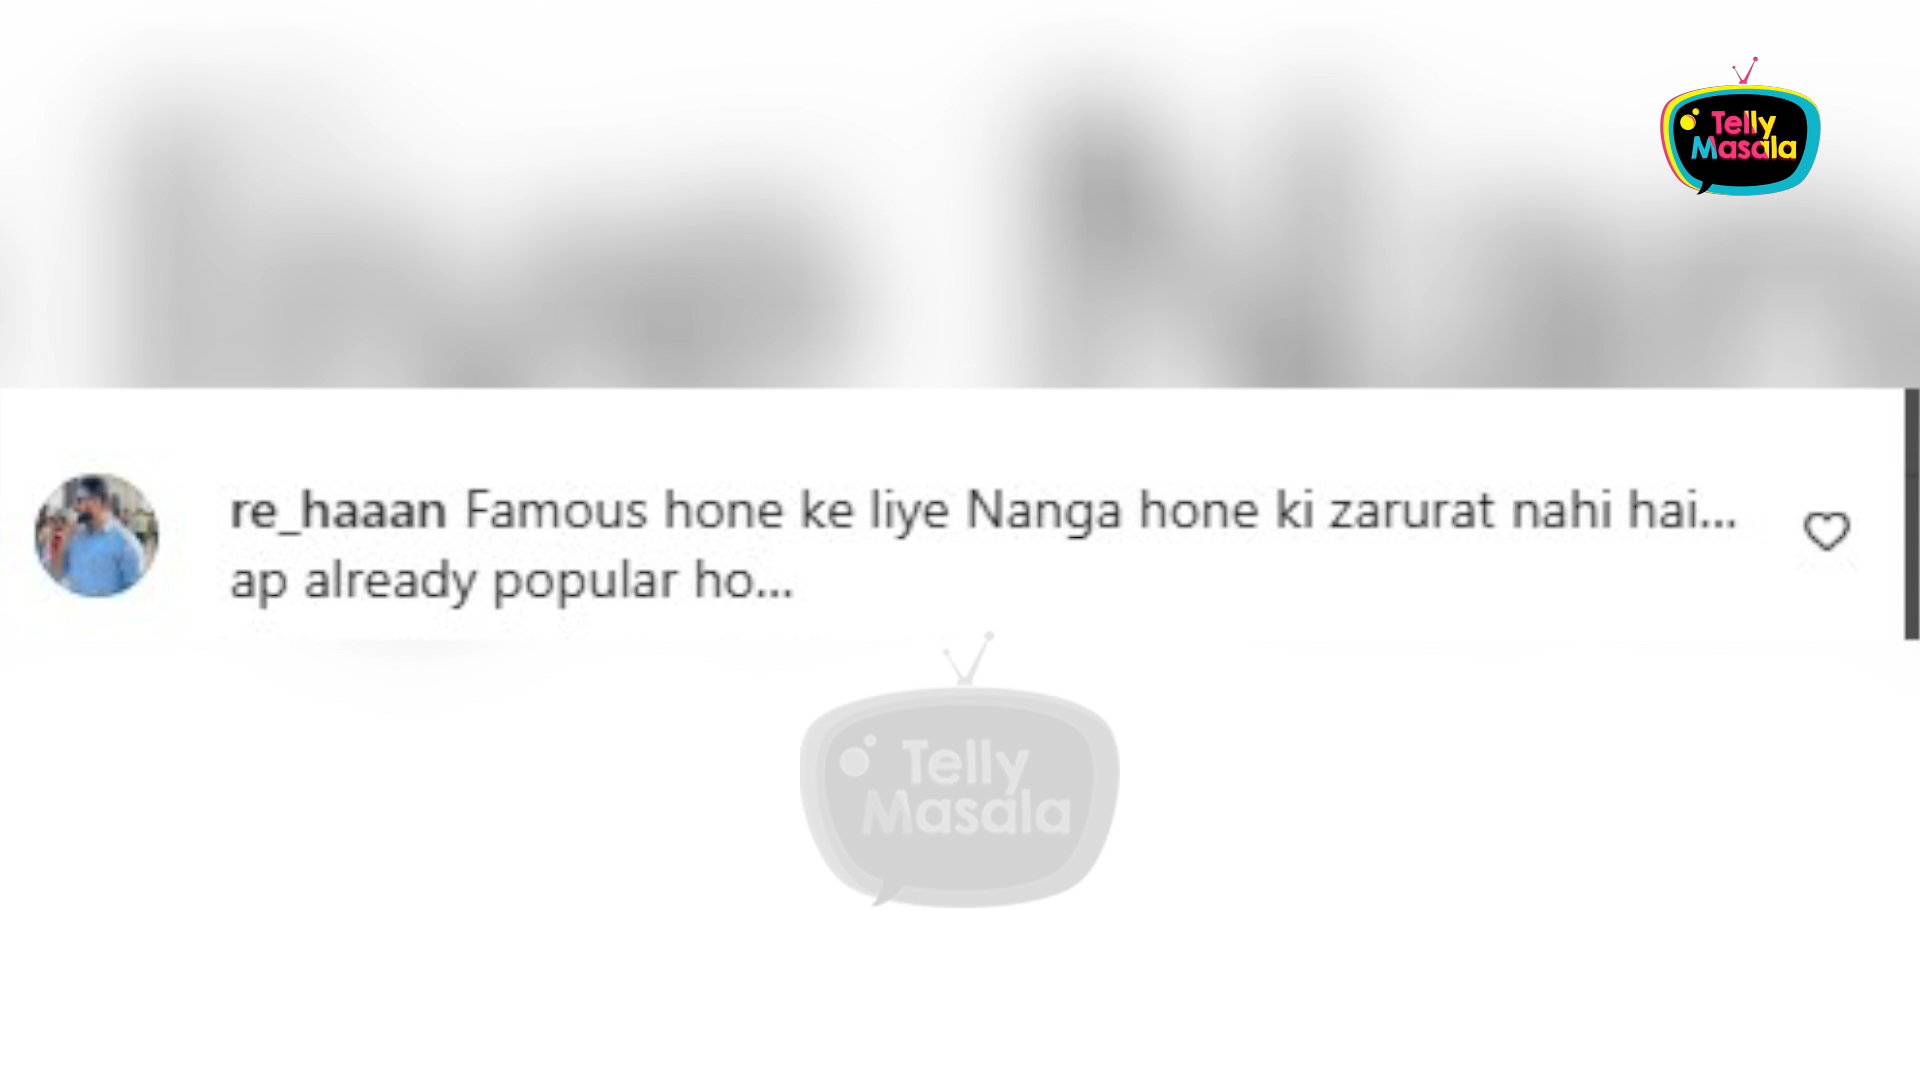 Telly
Masala
re_haaan Famous hone ke liye Nanga hone ki zarurat nahi hai...
ap already popular ho...
Telly
Masala